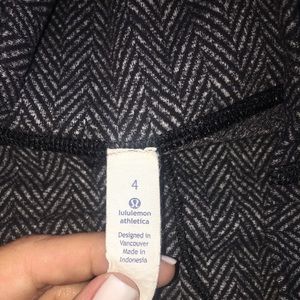 4
lululemon
athletica
Designed in
Vancouver
Made in
Indonesia